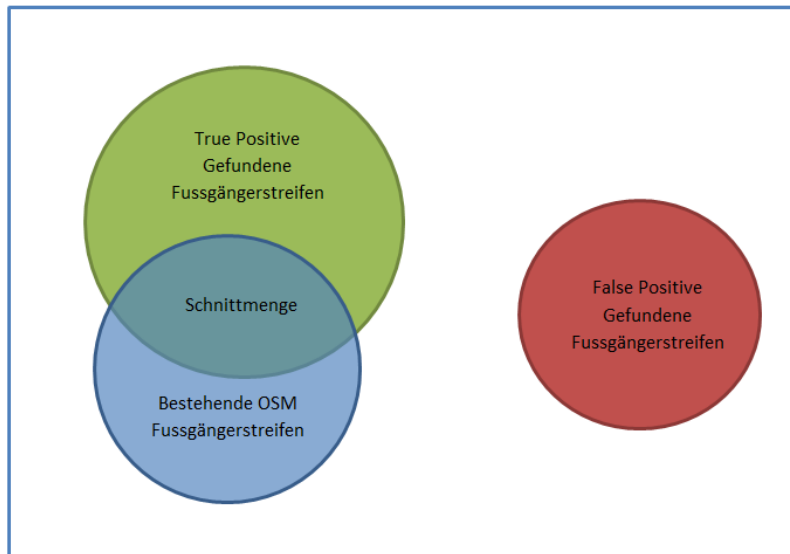 True Positive
Gefundene
Fussgängerstreifen
Schnittmenge
Bestehende OSM
Fussgängerstreifen
False Positive
Gefundene
Fussgängerstreifen